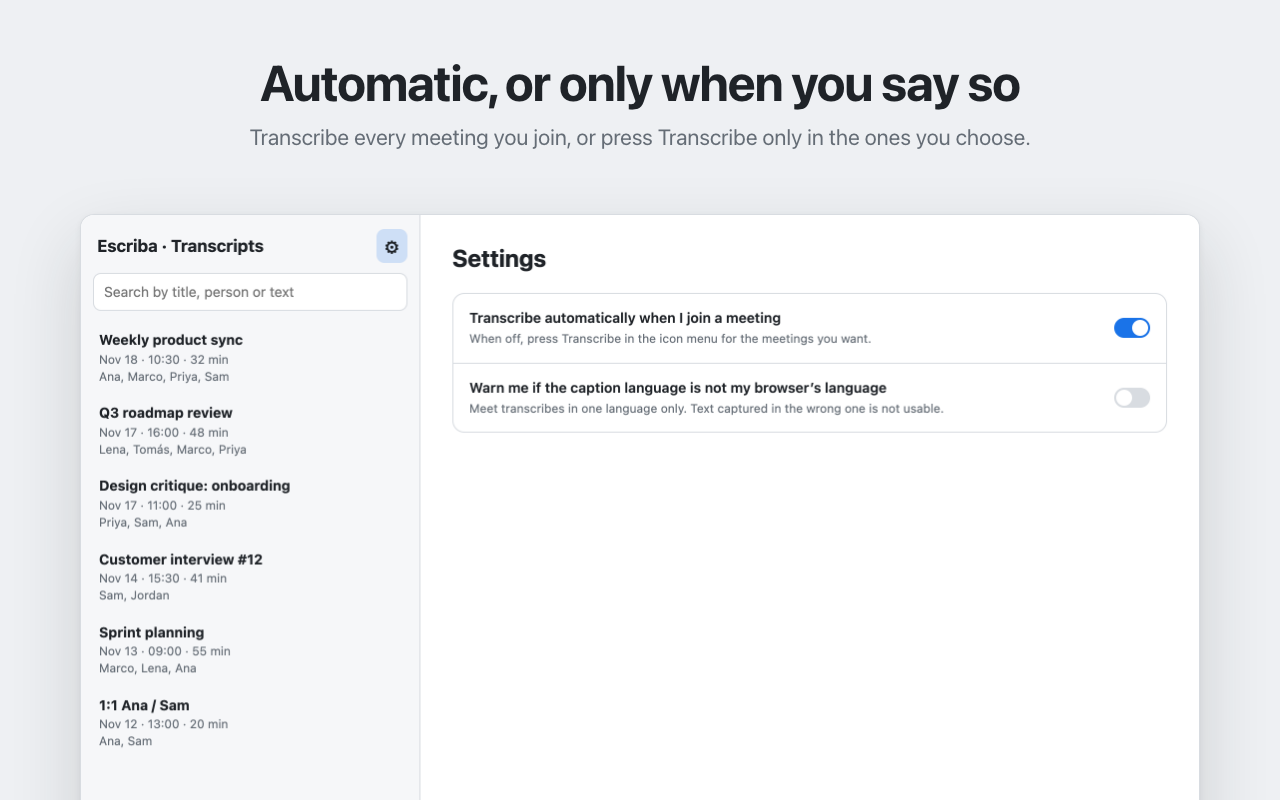 Automatic, or only when you say so
Transcribe every meeting you join, or press Transcribe only in the ones you choose.
Escriba · Transcripts
Search by title, person or text
Weekly product sync
Nov 18 · 10:30 · 32 min
Ana, Marco, Priya, Sam
Q3 roadmap review
Nov 17 · 16:00 · 48 min
Lena, Tomás, Marco, Priya
Design critique: onboarding
Nov 17 · 11:00 · 25 min
Priya, Sam, Ana
Customer interview #12
Nov 14 · 15:30 · 41 min
Sam, Jordan
Sprint planning
Nov 13 · 09:00 · 55 min
Marco, Lena, Ana
1:1 Ana / Sam
Nov 12 · 13:00 · 20 min
Ana, Sam
Settings
Transcribe automatically when I join a meeting
When off, press Transcribe in the icon menu for the meetings you want.
Warn me if the caption language is not my browser’s language
Meet transcribes in one language only. Text captured in the wrong one is not usable.